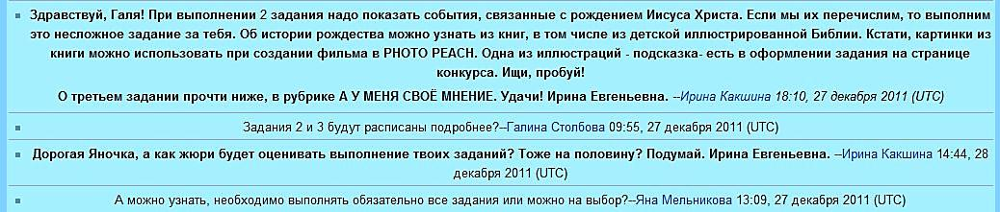 Здравствуй, Галя! При выполнении 2 задания надо показать события, связанные с рождением Иисуса Христа. Если мы их перечислим, то выполним
это несложное задание за тебя. Об истории рождества можно узнать из книг, в том числе из детской иллюстрированной Библии. Кстати, картинки из
книги можно использовать при создании фильма в PHOTO PEACH. Одна из иллюстраций - подсказка- есть в оформлении задания на странице
конкурса. Ищи, пробуй!
О третьем задании прочти ниже, в рубрике А У МЕНЯ СВОЁ МНЕНИЕ. Удачи! Ирина Евгеньевна. --Ирина Какшина 18:10, 27 декабря 2011 (UTC)
Задания 2 и 3 будут расписаны подробнее?--Галина Столбова 09:55, 27 декабря 2011 (UTC)
Дорогая Яночка, а как жюри будет оценивать выполнение твоих заданий? Тоже на половину? Подумай. Ирина Евгеньевна. --Ирина Какшина 14:44, 28
декабря 2011 (UTC)
А можно узнать, необходимо выполнять обязательно все задания или можно на выбор?--Яна Мельникова 13:09, 27 декабря 2011 (UTC)